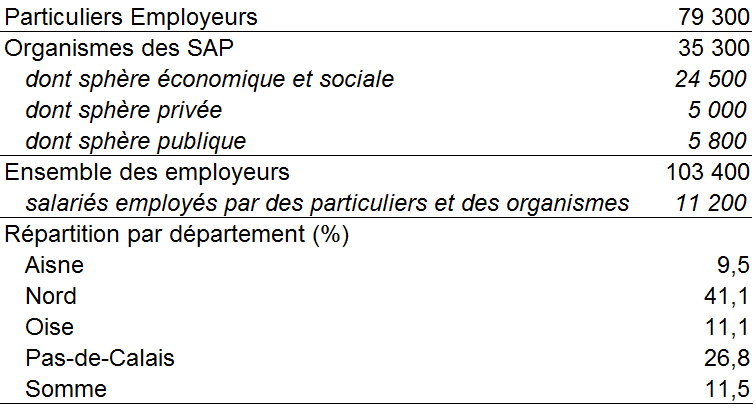 Particuliers Employeurs 79 300
Organismes des SAP 35 300
dont sphère économique et sociale 24 500
dont sphère privée 5 000
dont sphère publique 5 800
Ensemble des employeurs 103 400
salariés employés par des particuliers et des organismes 11 200
Répartition par département (%)
Aisne 9,5
Nord 41,1
Oise 11,1
Pas-de-Calais 26,8
Somme 11,5